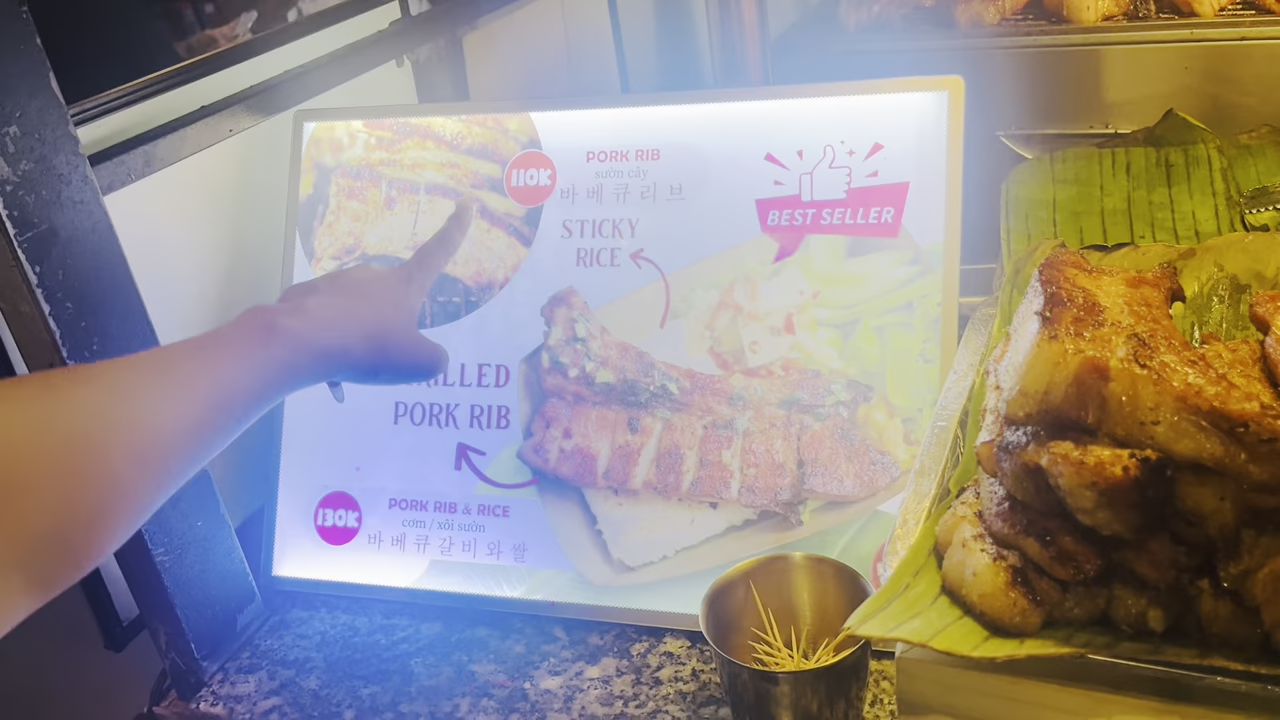 110K
PORK RIB
sườn cây
바베큐리브
STICKY
RICE
BEST SELLER
GRILLED
PORK RIB
130K
PORK RIB & RICE
cơm / xôi sườn
바베큐갈비와쌀